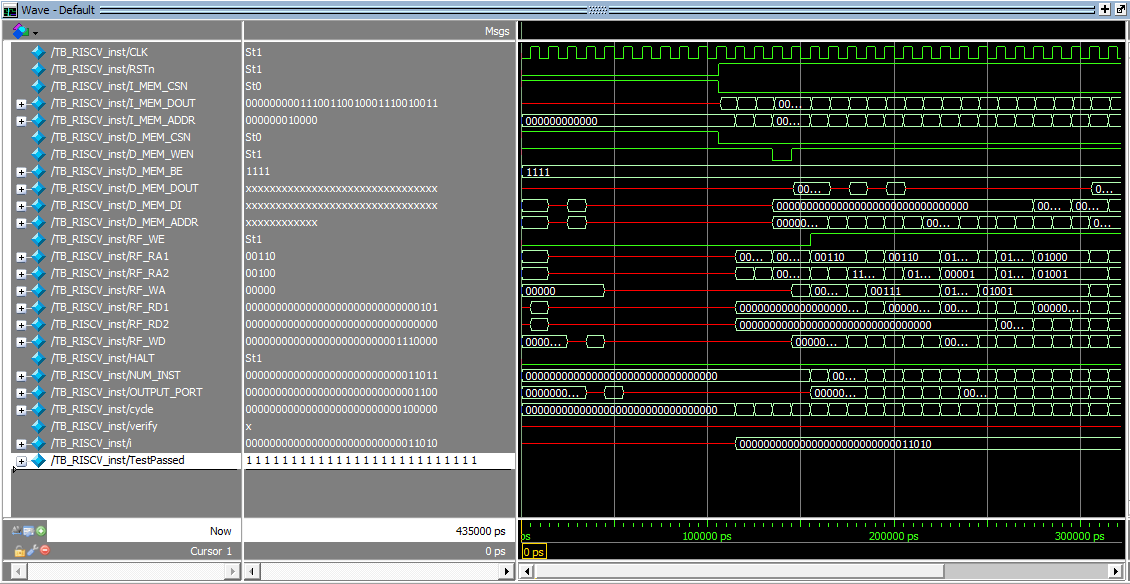 Wave - Default
Msgs
/TB_RISCV_inst/CLK St1
/TB_RISCV_inst/RSTn St1
/TB_RISCV_inst/I_MEM_CSN St0
/TB_RISCV_inst/I_MEM_DOUT 00000000011100110010001110010011 00...
/TB_RISCV_inst/I_MEM_ADDR 000000010000 000000000000 00...
/TB_RISCV_inst/D_MEM_CSN St0
/TB_RISCV_inst/D_MEM_WEN St1
/TB_RISCV_inst/D_MEM_BE 1111 1111
/TB_RISCV_inst/D_MEM_DOUT xxxxxxxxxxxxxxxxxxxxxxxxxxxxxxxx 00... 0...
/TB_RISCV_inst/D_MEM_DI xxxxxxxxxxxxxxxxxxxxxxxxxxxxxxxx 00000000000000000000000000000000 00... 00...
/TB_RISCV_inst/D_MEM_ADDR xxxxxxxxxxxx 00000... 00... 0...
/TB_RISCV_inst/RF_WE St1
/TB_RISCV_inst/RF_RA1 00110 00... 00... 00110 00110 01... 01... 01000
/TB_RISCV_inst/RF_RA2 00100 00... 11... 01... 00001 01... 01001
/TB_RISCV_inst/RF_WA 00000 00000 00... 00111 01... 01001
/TB_RISCV_inst/RF_RD1 00000000000000000000000000000101 000000000000000000... 00000... 00... 00000...
/TB_RISCV_inst/RF_RD2 00000000000000000000000000000000 00000000000000000000000000000000 00...
/TB_RISCV_inst/RF_WD 00000000000000000000000001110000 0000... 00000... 00...
/TB_RISCV_inst/HALT St1
/TB_RISCV_inst/NUM_INST 00000000000000000000000000011011 00000000000000000000000000000000 00...
/TB_RISCV_inst/OUTPUT_PORT 00000000000000000000000000001100 0000000... 00000... 00...
/TB_RISCV_inst/cycle 00000000000000000000000000100000 00000000000000000000000000000000
/TB_RISCV_inst/verify x
/TB_RISCV_inst/i 00000000000000000000000000011010 00000000000000000000000000011010
/TB_RISCV_inst/TestPassed 1 1 1 1 1 1 1 1 1 1 1 1 1 1 1 1 1 1 1 1 1 1 1 1 1 1
Now 435000 ps ps 100000 ps 200000 ps 300000 ps
Cursor 1 0 ps 0 ps